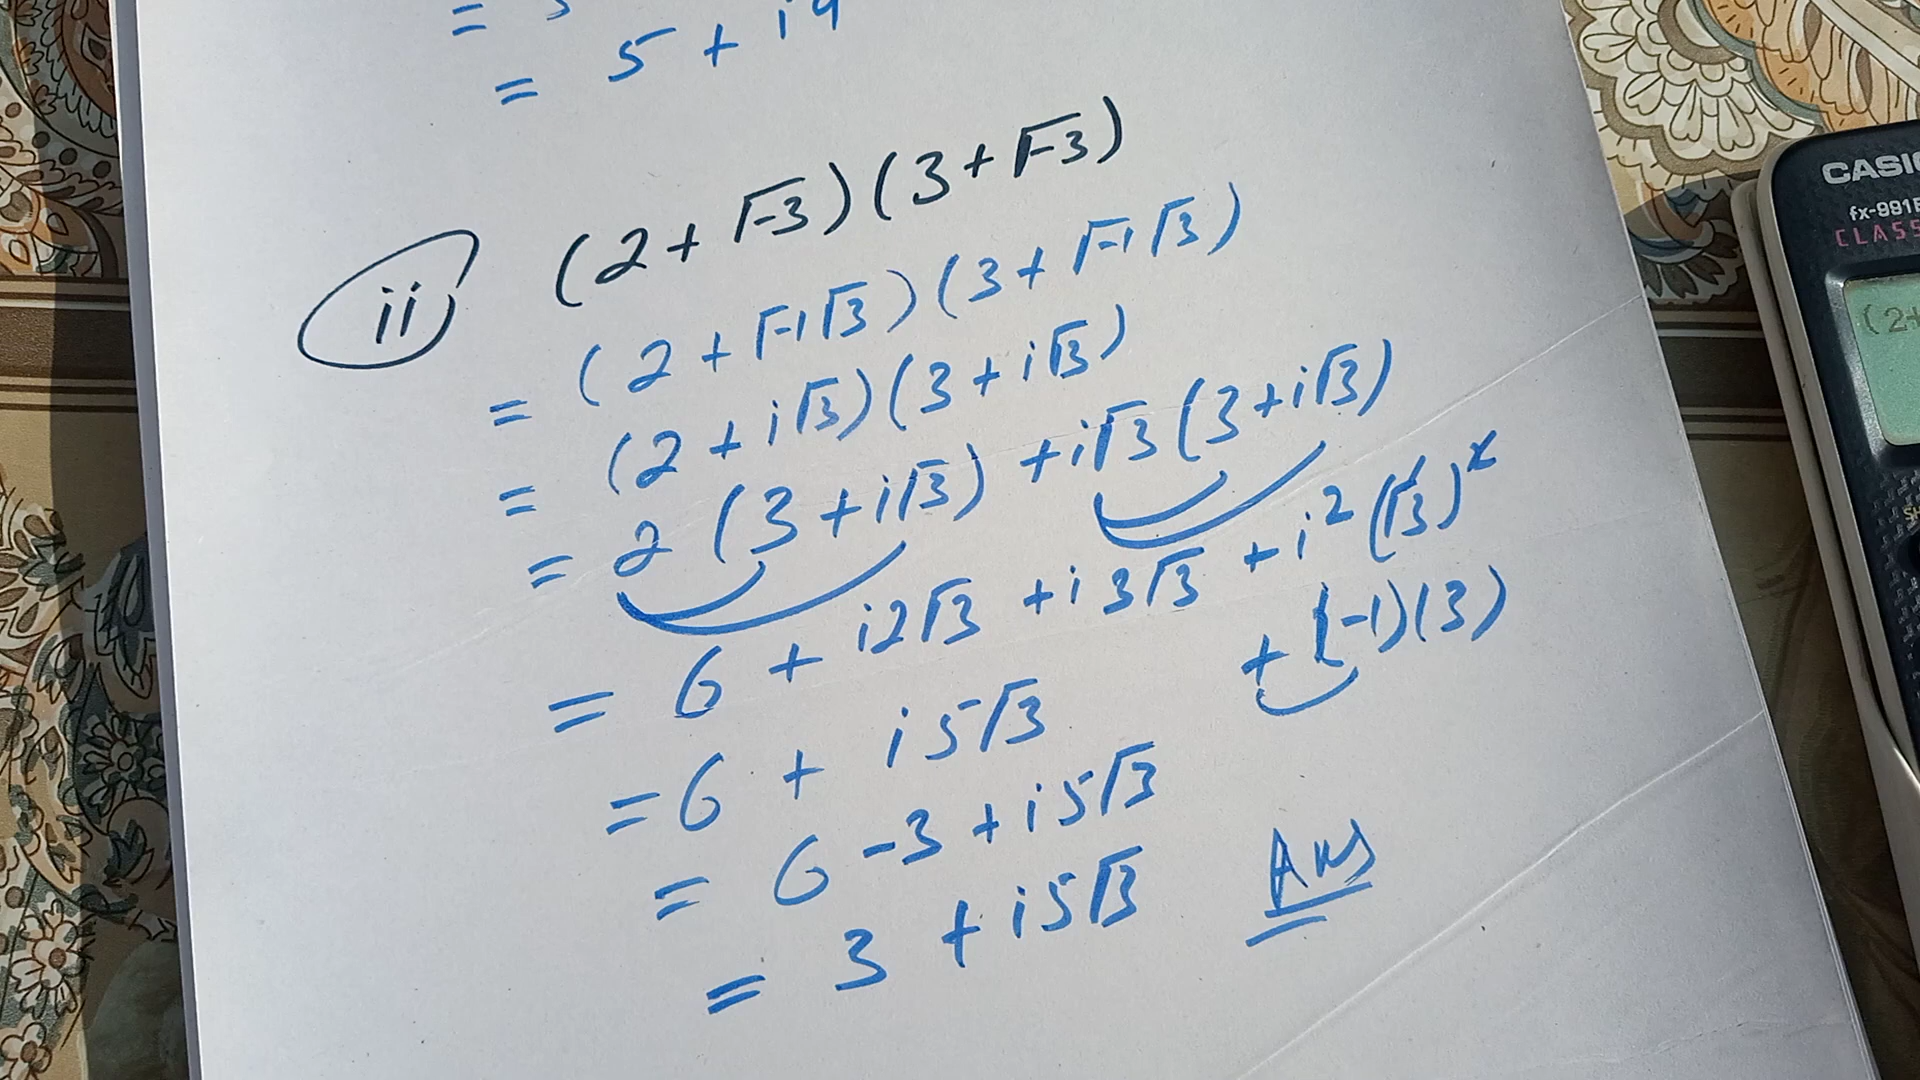 = 5 + i9
ii (2 + √-3) (3 + √-3)
= (2 + √-1√3) (3 + √-1√3)
= (2 + i√3) (3 + i√3)
= 2 (3 + i√3) + i√3 (3 + i√3)
= 6 + i2√3 + i3√3 + i² (√3)²
= 6 + i5√3 + (-1)(3)
= 6 - 3 + i5√3
= 3 + i5√3 Ans
CASIO
fx-991
CLASS
(2+